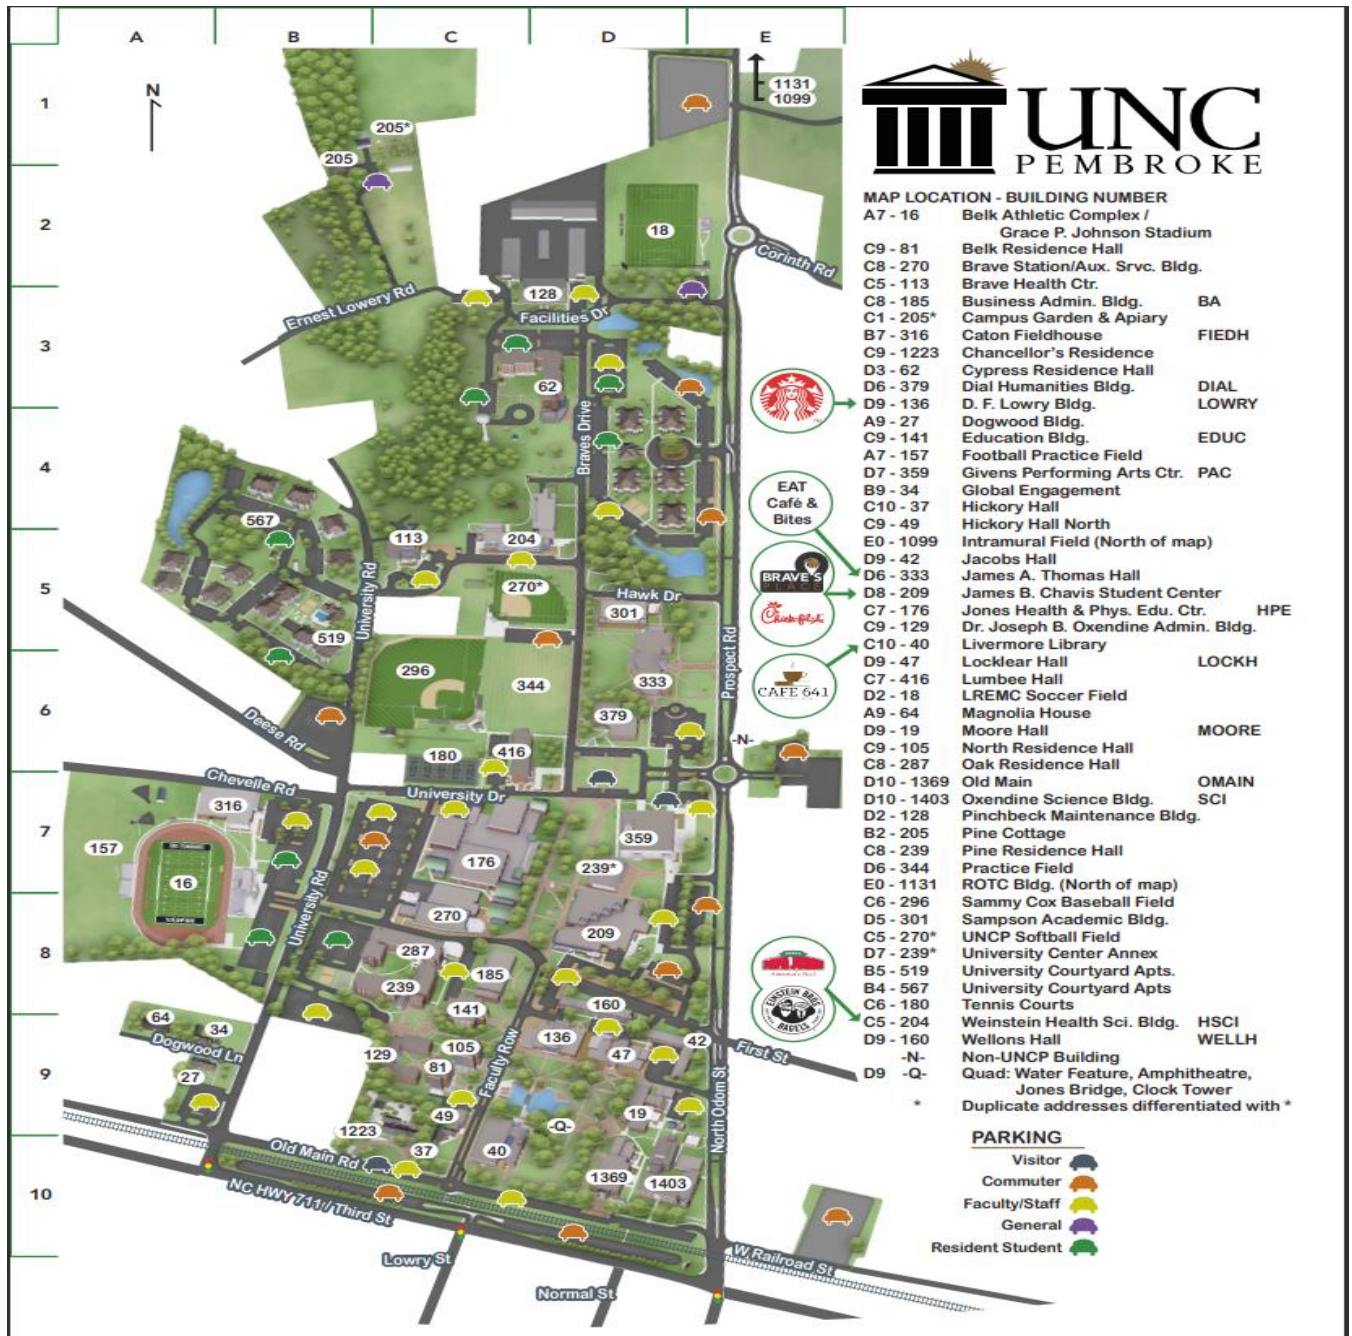 A B C D E
1
2
3
4
5
6
7
8
9
10
N
1131
1099
205*
205
18
Corinth Rd
Ernest Lowery Rd
128
Facilities Dr
62
Braves Drive
567
113
204
270*
Hawk Dr
301
University Rd
519
296
344
333
Prospect Rd
379
Deese Rd
-N-
180
416
Chevelle Rd
University Dr
316
157
16
359
176
239*
University Rd
270
209
287
185
239
160
141
64
34
136
42
First St
Dogwood Ln
129
105
47
81
Faculty Row
27
49
19
1223
-Q-
North Odom St
37
40
Old Main Rd
1369
1403
NC HWY 711 / Third St
Lowry St
W Railroad St
Normal St
EAT
Café &
Bites
BRAVE'S
PLACE
Chick-fil-A
CAFE 641
EINSTEIN BROS
BAGELS
UNC
PEMBROKE
MAP LOCATION - BUILDING NUMBER
A7 - 16 Belk Athletic Complex /
Grace P. Johnson Stadium
C9 - 81 Belk Residence Hall
C8 - 270 Brave Station/Aux. Srvc. Bldg.
C5 - 113 Brave Health Ctr.
C8 - 185 Business Admin. Bldg. BA
C1 - 205* Campus Garden & Apiary
B7 - 316 Caton Fieldhouse FIEDH
C9 - 1223 Chancellor's Residence
D3 - 62 Cypress Residence Hall
D6 - 379 Dial Humanities Bldg. DIAL
D9 - 136 D. F. Lowry Bldg. LOWRY
A9 - 27 Dogwood Bldg.
C9 - 141 Education Bldg. EDUC
A7 - 157 Football Practice Field
D7 - 359 Givens Performing Arts Ctr. PAC
B9 - 34 Global Engagement
C10 - 37 Hickory Hall
C9 - 49 Hickory Hall North
E0 - 1099 Intramural Field (North of map)
D9 - 42 Jacobs Hall
D6 - 333 James A. Thomas Hall
D8 - 209 James B. Chavis Student Center
C7 - 176 Jones Health & Phys. Edu. Ctr. HPE
C9 - 129 Dr. Joseph B. Oxendine Admin. Bldg.
C10 - 40 Livermore Library
D9 - 47 Locklear Hall LOCKH
C7 - 416 Lumbee Hall
D2 - 18 LREMC Soccer Field
A9 - 64 Magnolia House
D9 - 19 Moore Hall MOORE
C9 - 105 North Residence Hall
C8 - 287 Oak Residence Hall
D10 - 1369 Old Main OMAIN
D10 - 1403 Oxendine Science Bldg. SCI
D2 - 128 Pinchbeck Maintenance Bldg.
B2 - 205 Pine Cottage
C8 - 239 Pine Residence Hall
D6 - 344 Practice Field
E0 - 1131 ROTC Bldg. (North of map)
C6 - 296 Sammy Cox Baseball Field
D5 - 301 Sampson Academic Bldg.
C5 - 270* UNCP Softball Field
D7 - 239* University Center Annex
B5 - 519 University Courtyard Apts.
B4 - 567 University Courtyard Apts
C6 - 180 Tennis Courts
C5 - 204 Weinstein Health Sci. Bldg. HSCI
D9 - 160 Wellons Hall WELLH
-N- Non-UNCP Building
D9 -Q- Quad: Water Feature, Amphitheatre,
Jones Bridge, Clock Tower
* Duplicate addresses differentiated with *
PARKING
Visitor
Commuter
Faculty/Staff
General
Resident Student